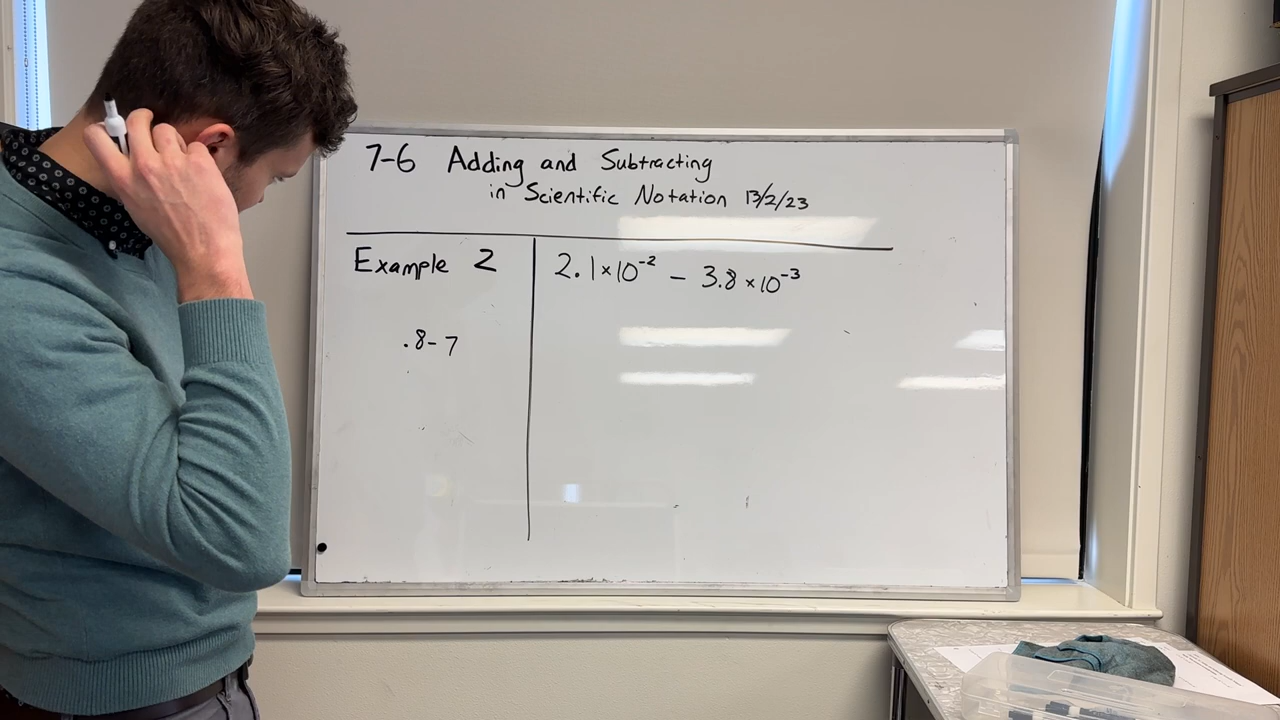 7-6 Adding and Subtracting
in Scientific Notation 13/2/23
Example 2
2.1×10⁻² – 3.8×10⁻³
.8-7